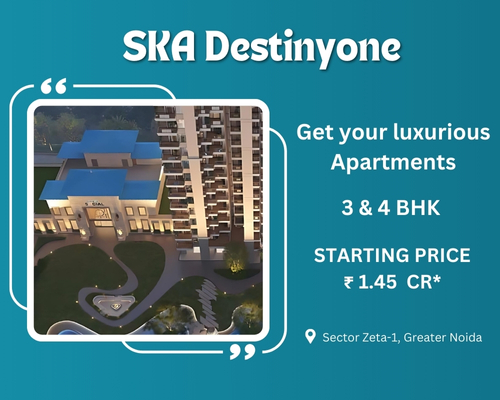 SKA Destinyone
Get your luxurious
Apartments
3 & 4 BHK
STARTING PRICE
₹ 1.45 CR*
Sector Zeta-1, Greater Noida